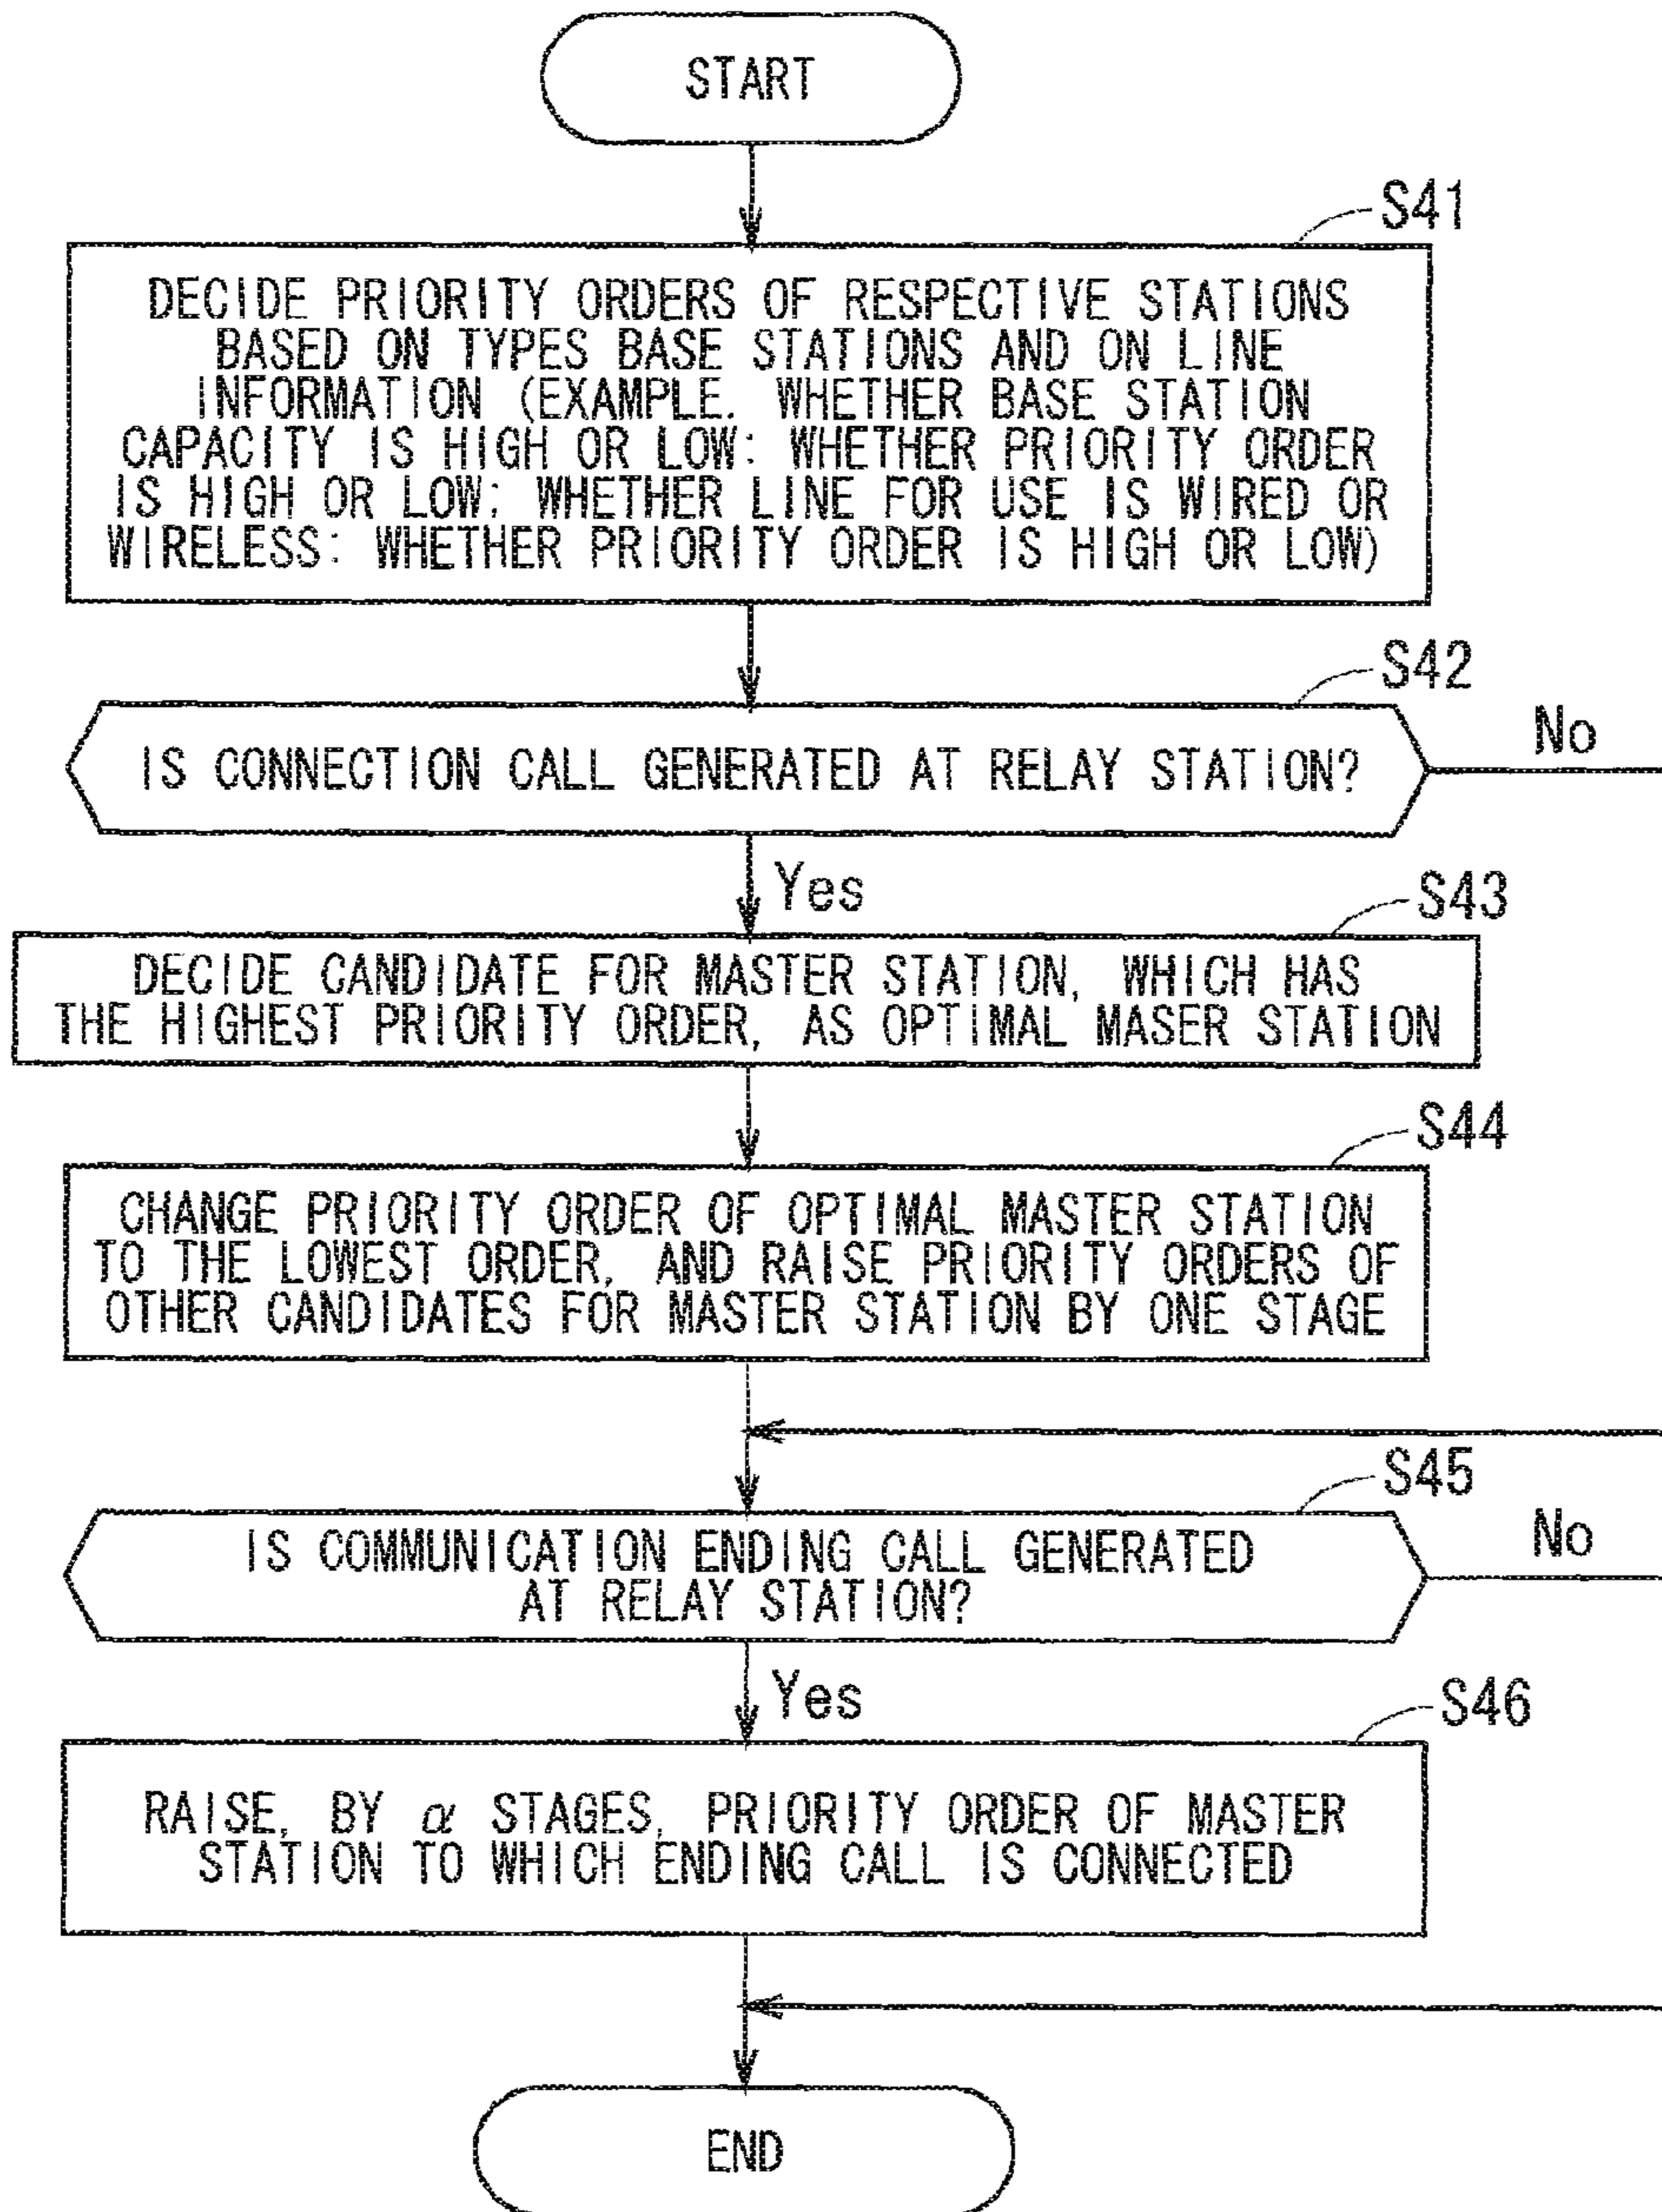 START
S41
DECIDE PRIORITY ORDERS OF RESPECTIVE STATIONS
BASED ON TYPES BASE STATIONS AND ON LINE
INFORMATION (EXAMPLE. WHETHER BASE STATION
CAPACITY IS HIGH OR LOW: WHETHER PRIORITY ORDER
IS HIGH OR LOW: WHETHER LINE FOR USE IS WIRED OR
WIRELESS: WHETHER PRIORITY ORDER IS HIGH OR LOW)
S42
IS CONNECTION CALL GENERATED AT RELAY STATION?
No
Yes
S43
DECIDE CANDIDATE FOR MASTER STATION, WHICH HAS
THE HIGHEST PRIORITY ORDER, AS OPTIMAL MASER STATION
S44
CHANGE PRIORITY ORDER OF OPTIMAL MASTER STATION
TO THE LOWEST ORDER, AND RAISE PRIORITY ORDERS OF
OTHER CANDIDATES FOR MASTER STATION BY ONE STAGE
S45
IS COMMUNICATION ENDING CALL GENERATED
AT RELAY STATION?
No
Yes
S46
RAISE, BY α STAGES, PRIORITY ORDER OF MASTER
STATION TO WHICH ENDING CALL IS CONNECTED
END